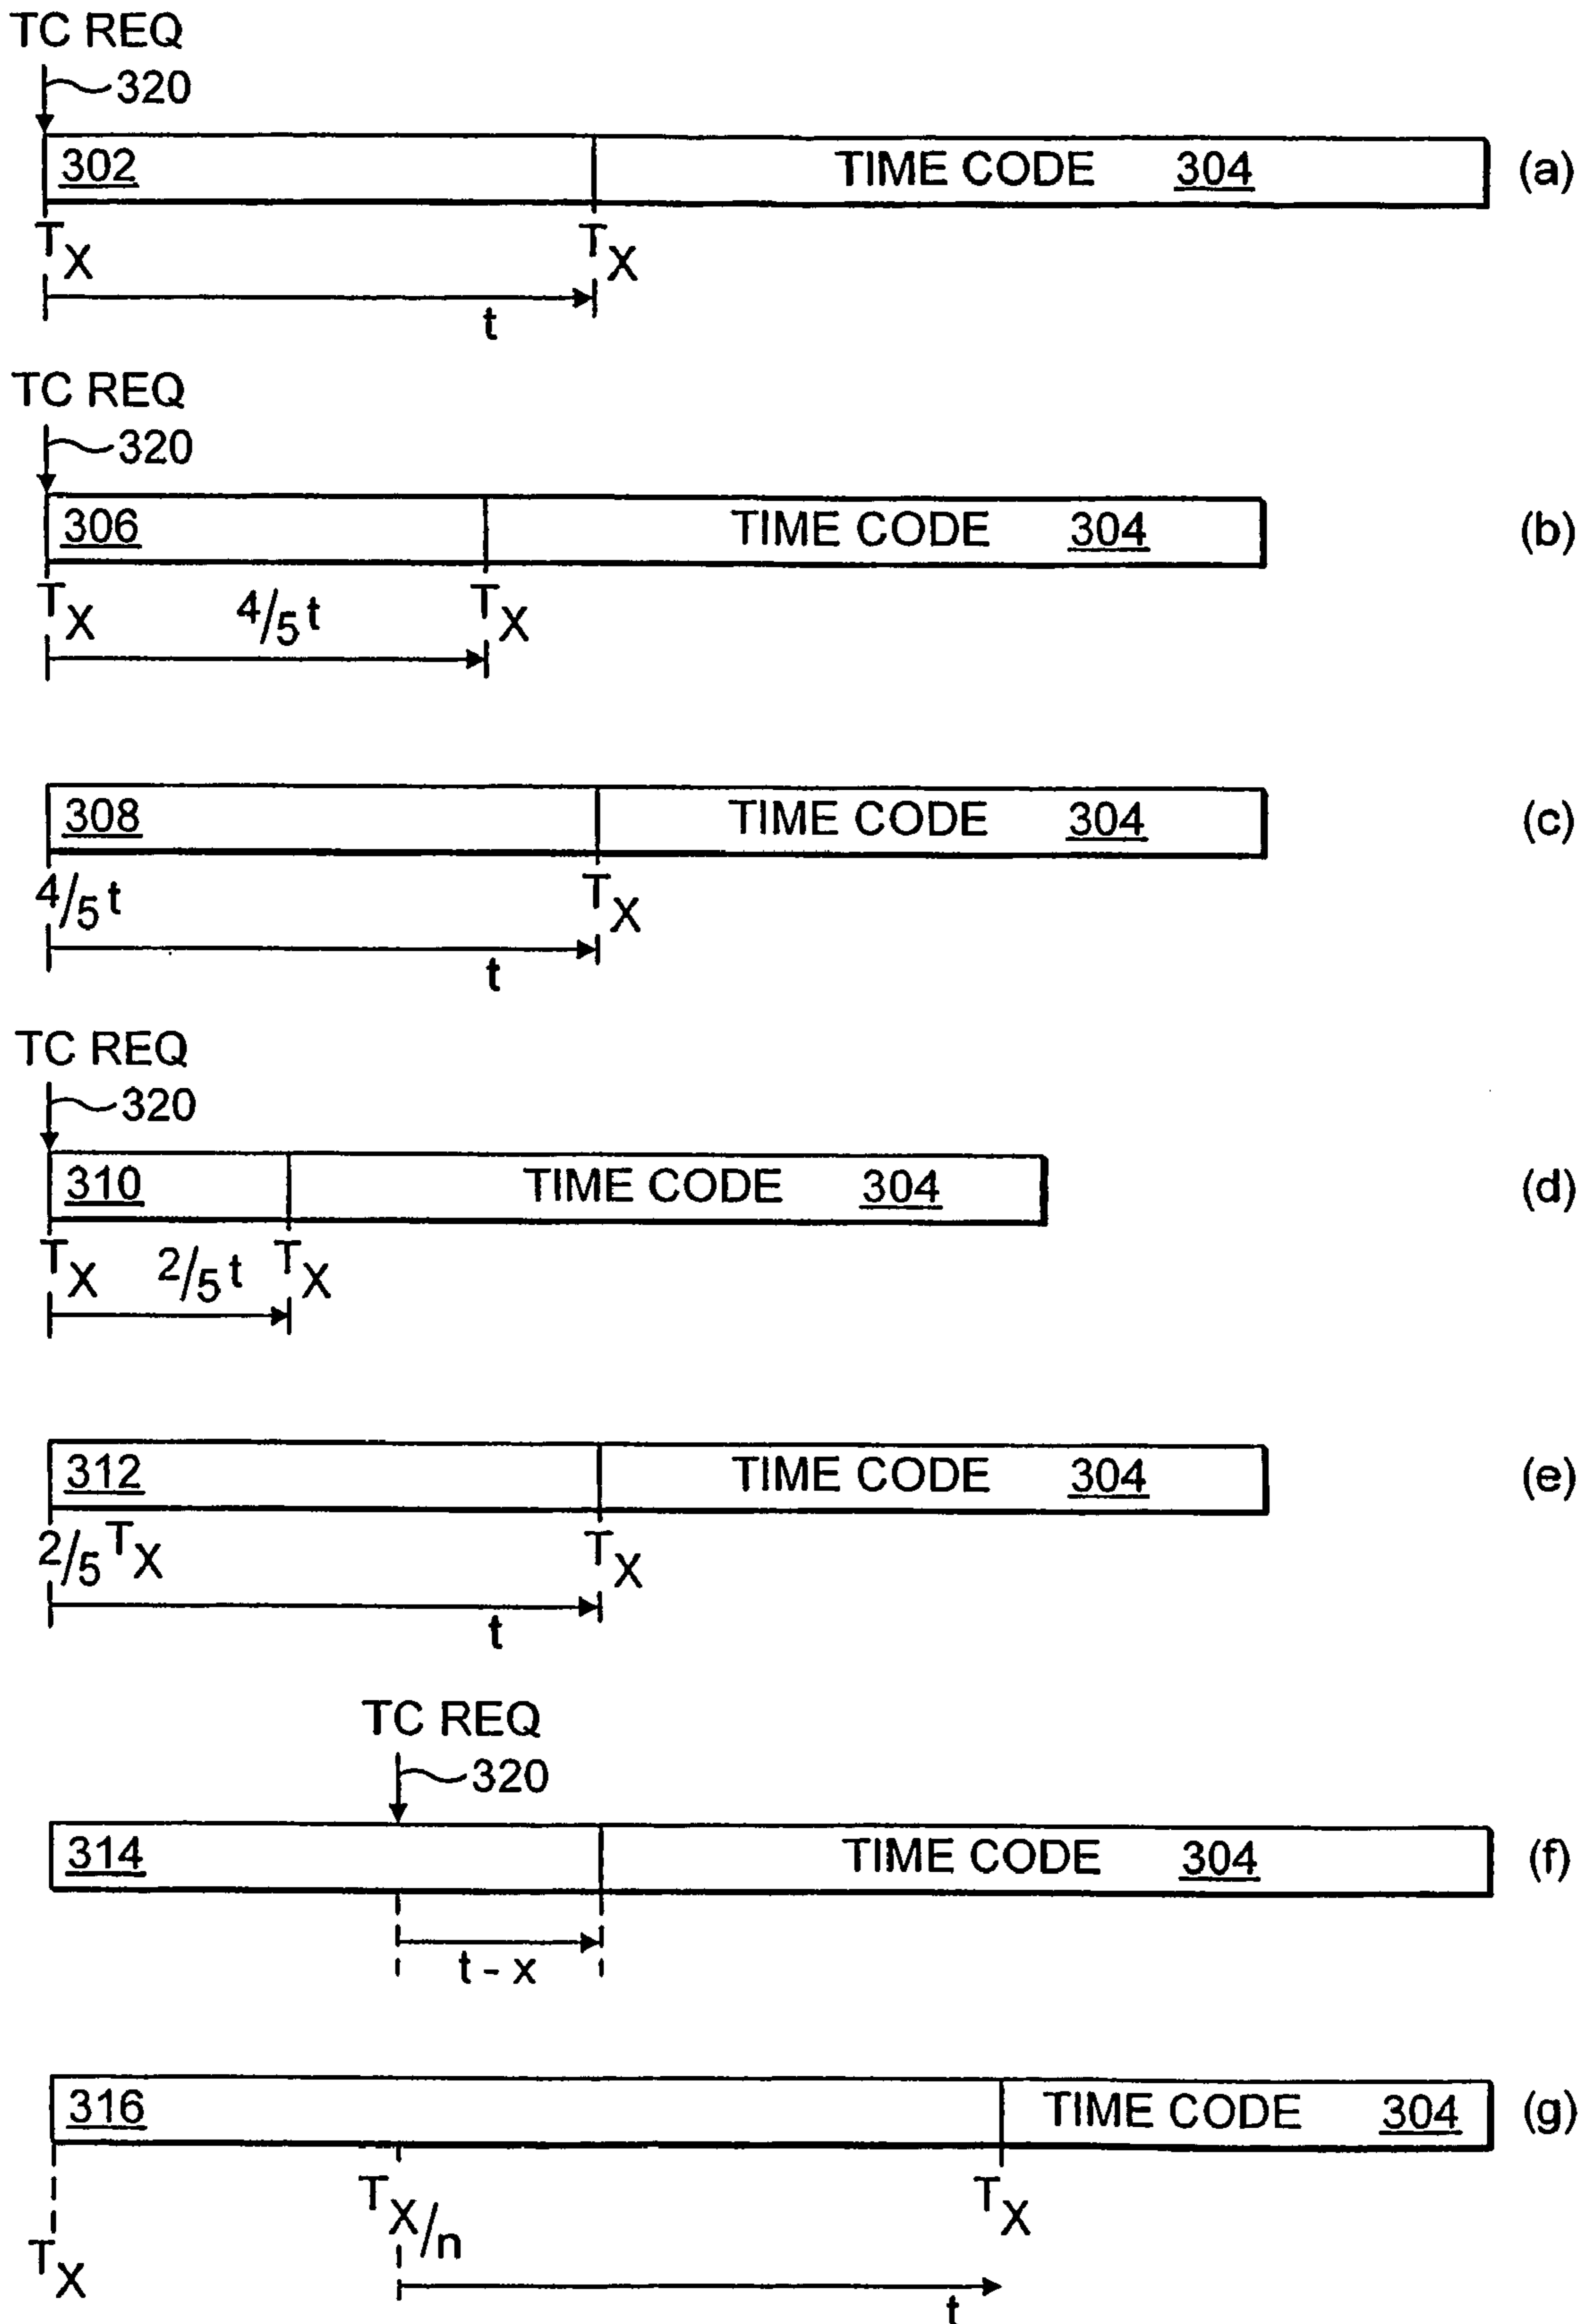 TC REQ
320
302 TIME CODE 304 (a)
TX TX
t
TC REQ
320
306 TIME CODE 304 (b)
TX 4/5 t TX
308 TIME CODE 304 (c)
4/5 t TX
t
TC REQ
320
310 TIME CODE 304 (d)
TX 2/5 t TX
312 TIME CODE 304 (e)
2/5 TX TX
t
TC REQ
320
314 TIME CODE 304 (f)
t - x
316 TIME CODE 304 (g)
TX TX/n TX
t